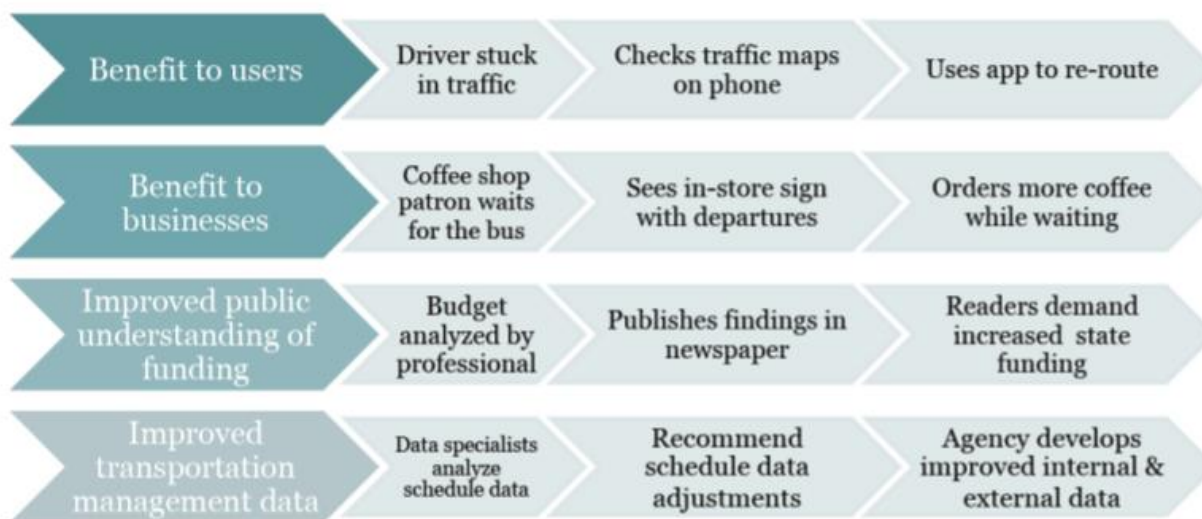 Benefit to users
Driver stuck
in traffic
Checks traffic maps
on phone
Uses app to re-route
Benefit to
businesses
Coffee shop
patron waits
for the bus
Sees in-store sign
with departures
Orders more coffee
while waiting
Improved public
understanding of
funding
Budget
analyzed by
professional
Publishes findings in
newspaper
Readers demand
increased state
funding
Improved
transportation
management data
Data specialists
analyze
schedule data
Recommend
schedule data
adjustments
Agency develops
improved internal &
external data